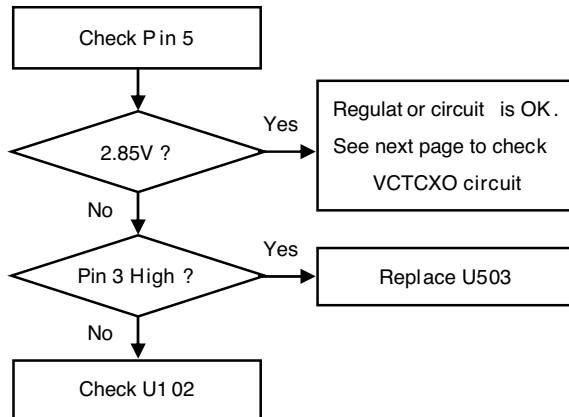 Check Pin 5
2.85V ?
Yes
Regulator circuit is OK.
See next page to check
VCTCXO circuit
No
Pin 3 High ?
Yes
Replace U503
No
Check U102